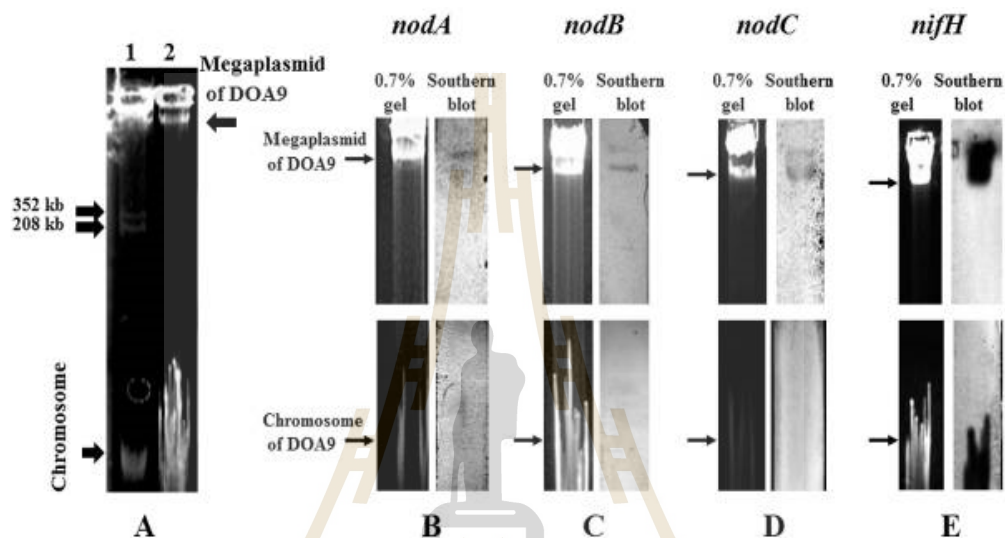 nodA nodB nodC nifH
1 2
Megaplasmid
of DOA9
0.7% Southern
gel blot
0.7% Southern
gel blot
0.7% Southern
gel blot
0.7% Southern
gel blot
Megaplasmid
of DOA9
352 kb
208 kb
Chromosome
Chromosome
of DOA9
A B C D E